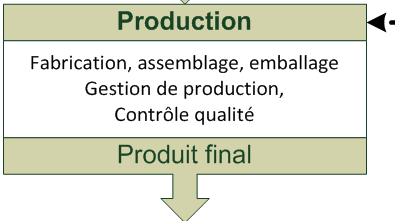 Production
Fabrication, assemblage, emballage
Gestion de production,
Contrôle qualité
Produit final